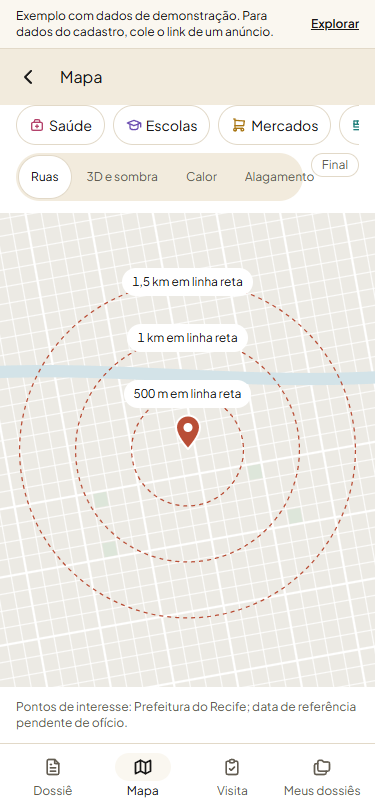 Exemplo com dados de demonstração. Para
dados do cadastro, cole o link de um anúncio.
Explorar
Mapa
Saúde
Escolas
Mercados
Ruas
3D e sombra
Calor
Alagamento
Final
1,5 km em linha reta
1 km em linha reta
500 m em linha reta
Pontos de interesse: Prefeitura do Recife; data de referência
pendente de ofício.
Dossiê
Mapa
Visita
Meus dossiês